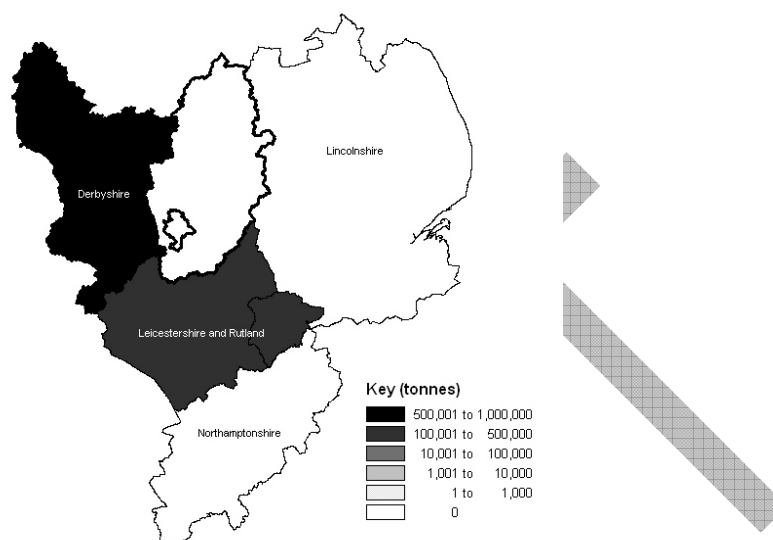 Lincolnshire
Derbyshire
Leicestershire and Rutland
Northamptonshire
Key (tonnes)
500,001 to 1,000,000
100,001 to 500,000
10,001 to 100,000
1,001 to 10,000
1 to 1,000
0